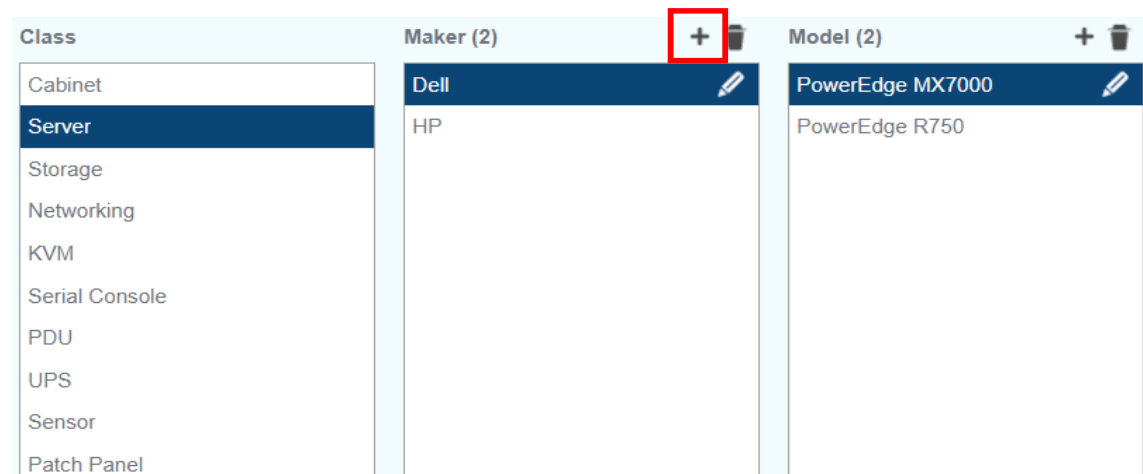 Class
Cabinet
Server
Storage
Networking
KVM
Serial Console
PDU
UPS
Sensor
Patch Panel
Maker (2)
Dell
HP
Model (2)
PowerEdge MX7000
PowerEdge R750